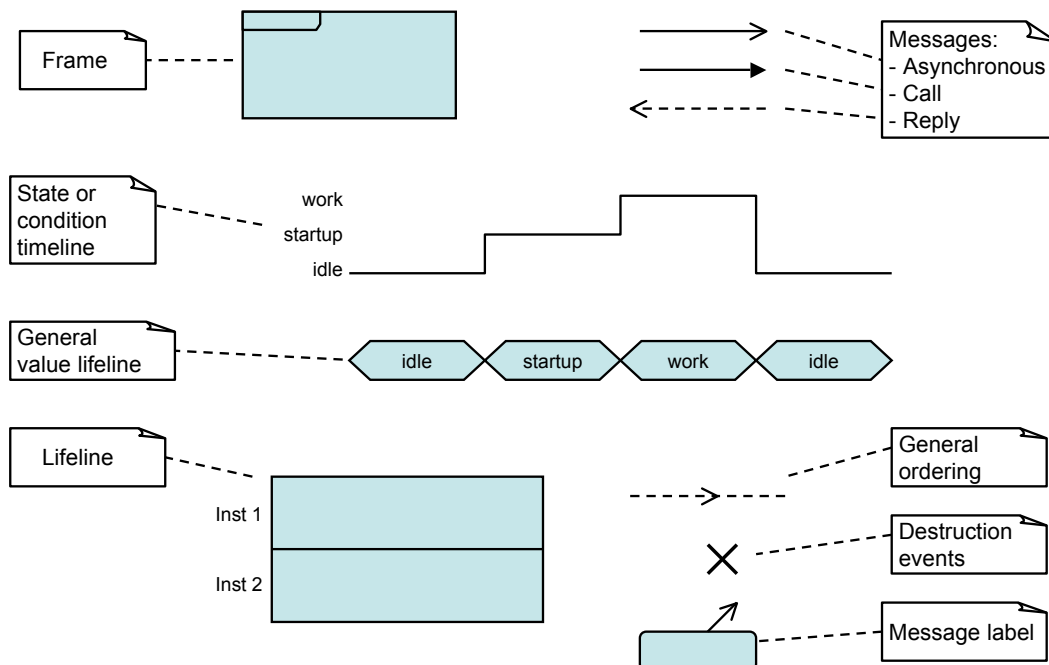 Frame
Messages:
- Asynchronous
- Call
- Reply
State or
condition
timeline
work
startup
idle
General
value lifeline
idle
startup
work
idle
Lifeline
Inst 1
Inst 2
General
ordering
Destruction
events
Message label